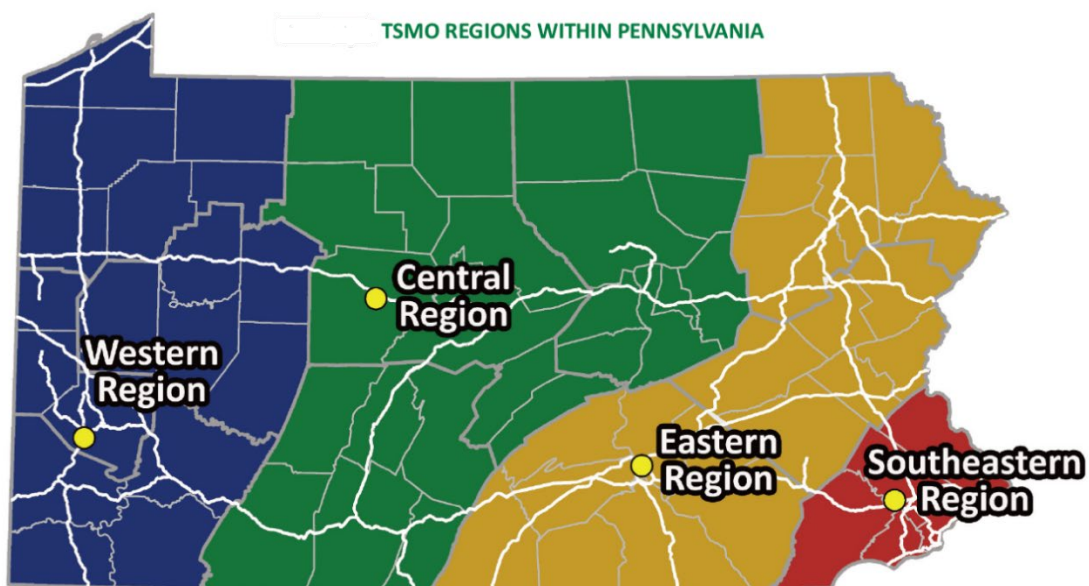 TSMO REGIONS WITHIN PENNSYLVANIA
Central
Region
Western
Region
Eastern
Region
Southeastern
Region